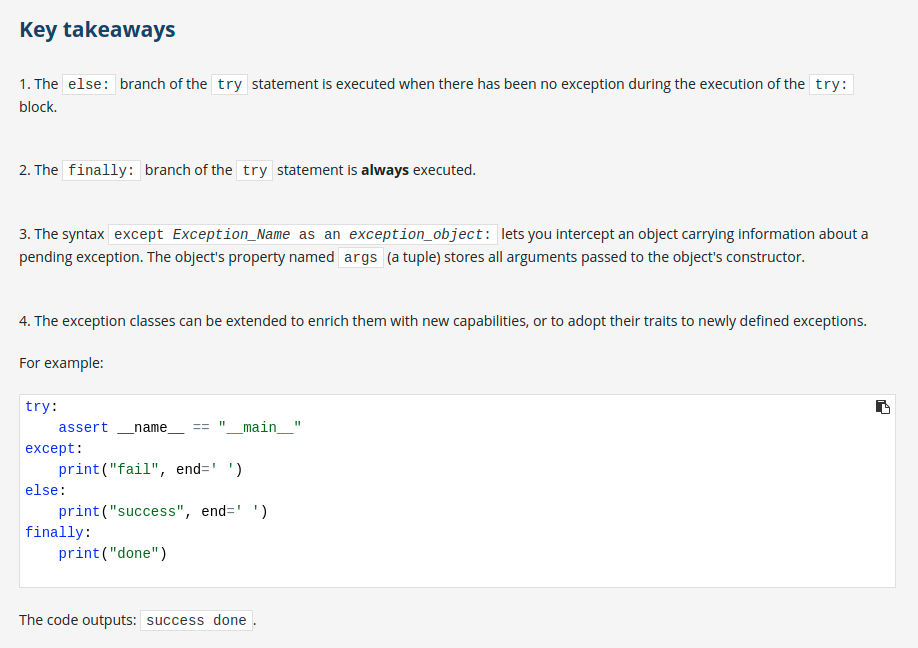 Key takeaways
1. The else: branch of the try statement is executed when there has been no exception during the execution of the try:
block.
2. The finally: branch of the try statement is always executed.
3. The syntax except Exception_Name as an exception_object: lets you intercept an object carrying information about a
pending exception. The object's property named args (a tuple) stores all arguments passed to the object's constructor.
4. The exception classes can be extended to enrich them with new capabilities, or to adopt their traits to newly defined exceptions.
For example:
try:
    assert __name__ == "__main__"
except:
    print("fail", end=' ')
else:
    print("success", end=' ')
finally:
    print("done")
The code outputs: success done.